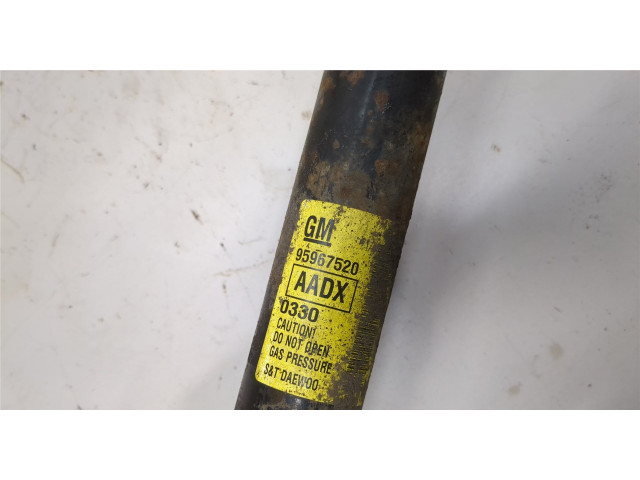 GM
95967520
AADX
0330
CAUTION!
DO NOT OPEN
GAS PRESSURE
S&T DAEWOO